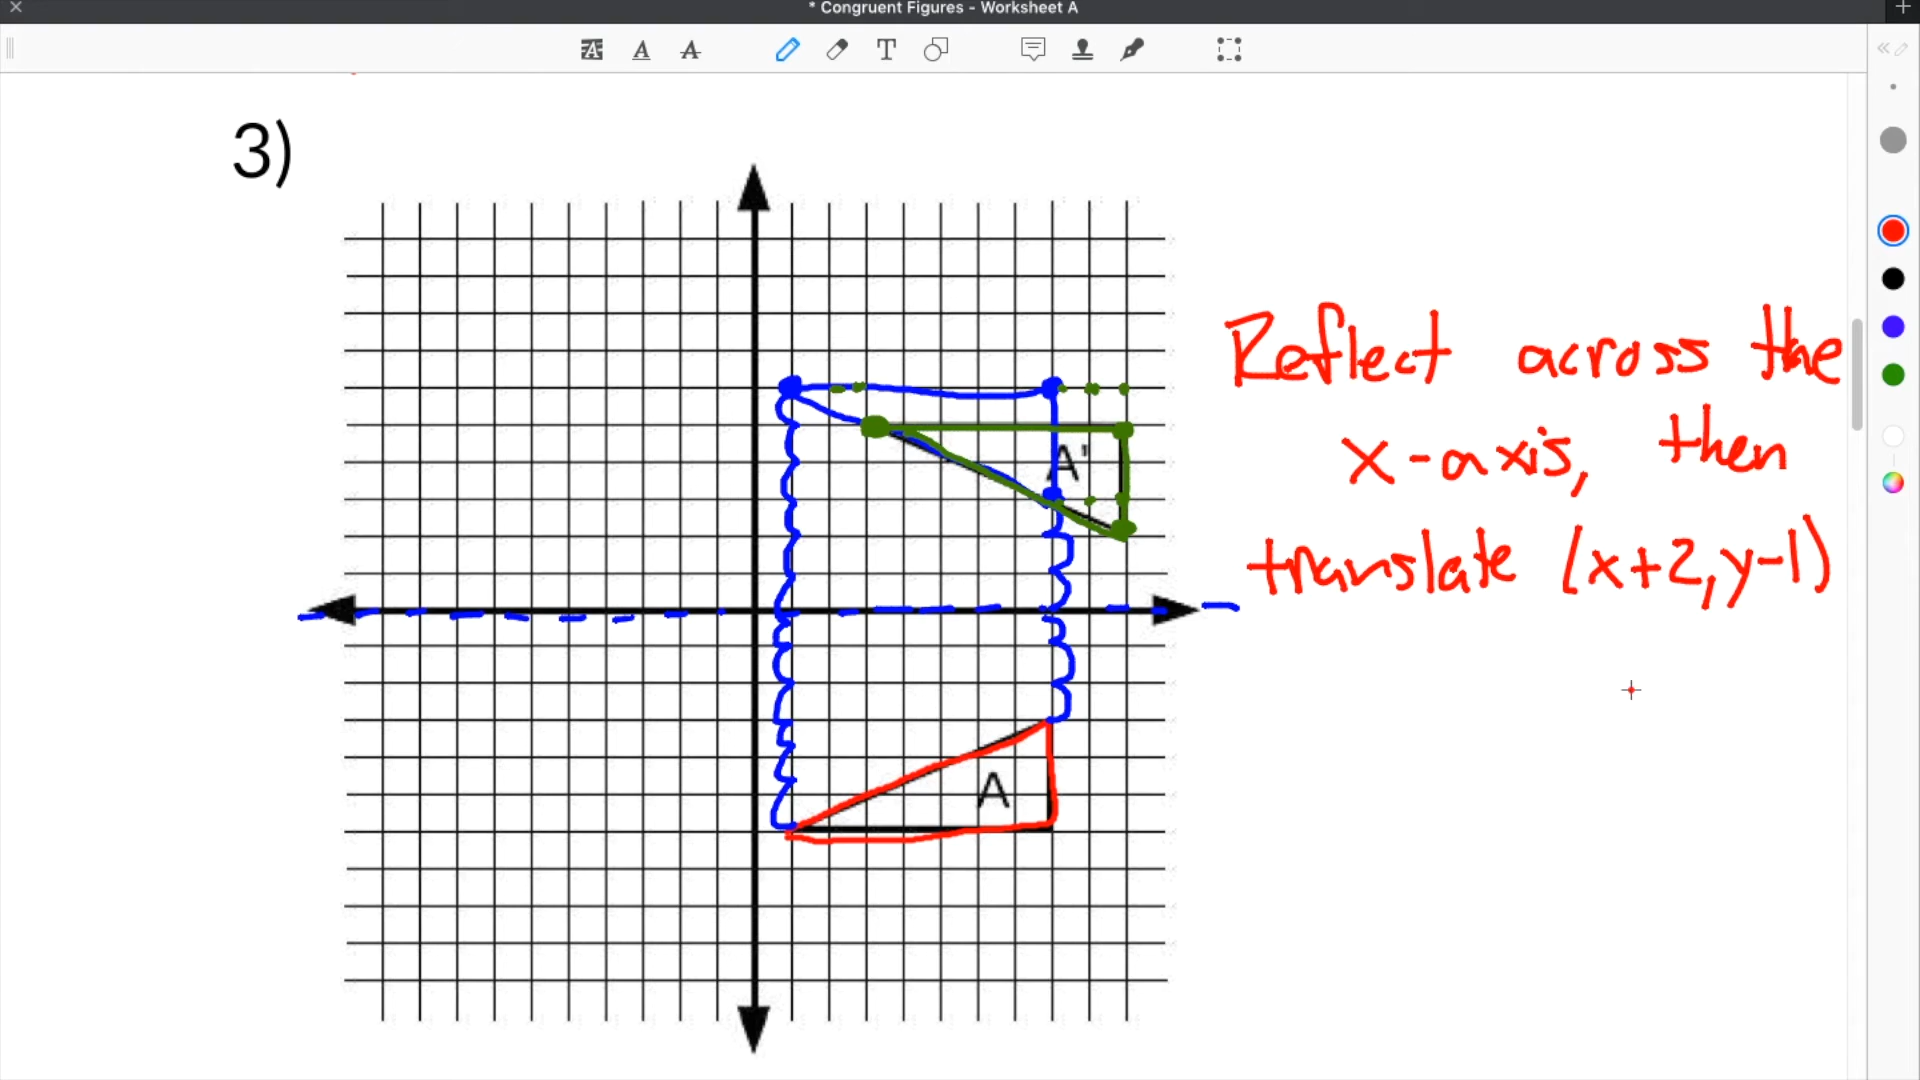 * Congruent Figures - Worksheet A
A A A T
3)
A'
A
Reflect across the
x-axis, then
translate (x+2,y-1)